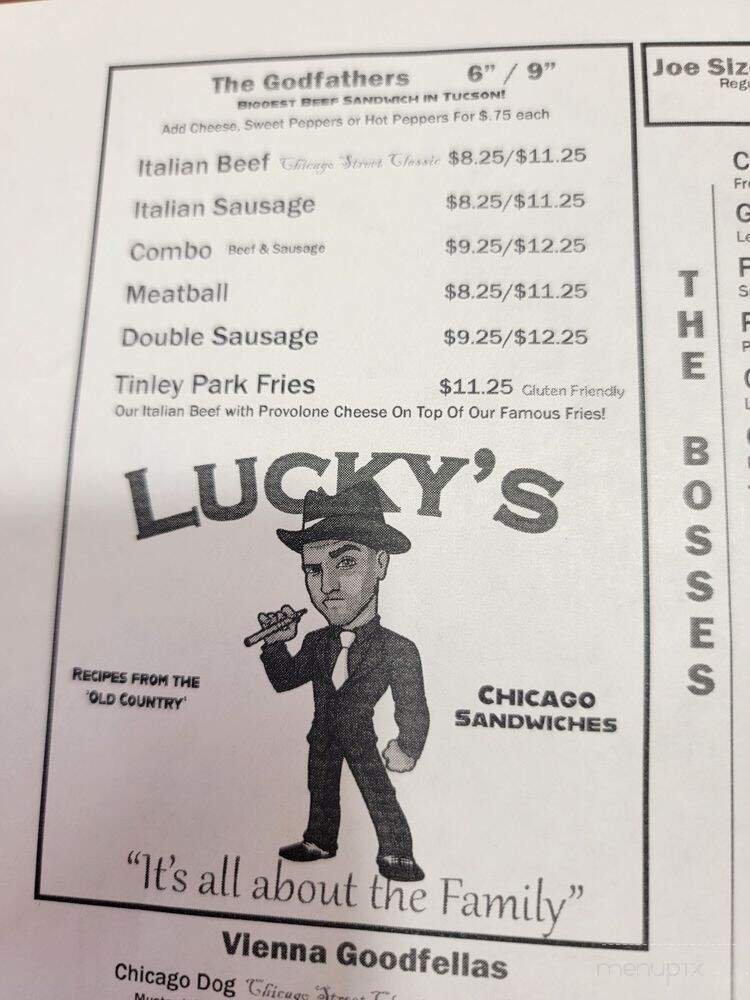 The Godfathers 6” / 9”
BIGGEST BEEF SANDWICH IN TUCSON!
Add Cheese, Sweet Peppers or Hot Peppers For $.75 each
Italian Beef Chicago Street Classic $8.25/$11.25
Italian Sausage $8.25/$11.25
Combo Beef & Sausage $9.25/$12.25
Meatball $8.25/$11.25
Double Sausage $9.25/$12.25
Tinley Park Fries $11.25 Gluten Friendly
Our Italian Beef with Provolone Cheese On Top Of Our Famous Fries!
LUCKY'S
RECIPES FROM THE
'OLD COUNTRY'
CHICAGO
SANDWICHES
“It's all about the Family”
Vienna Goodfellas
Chicago Dog Chicago Street
Joe
THE BOSSES
menupix